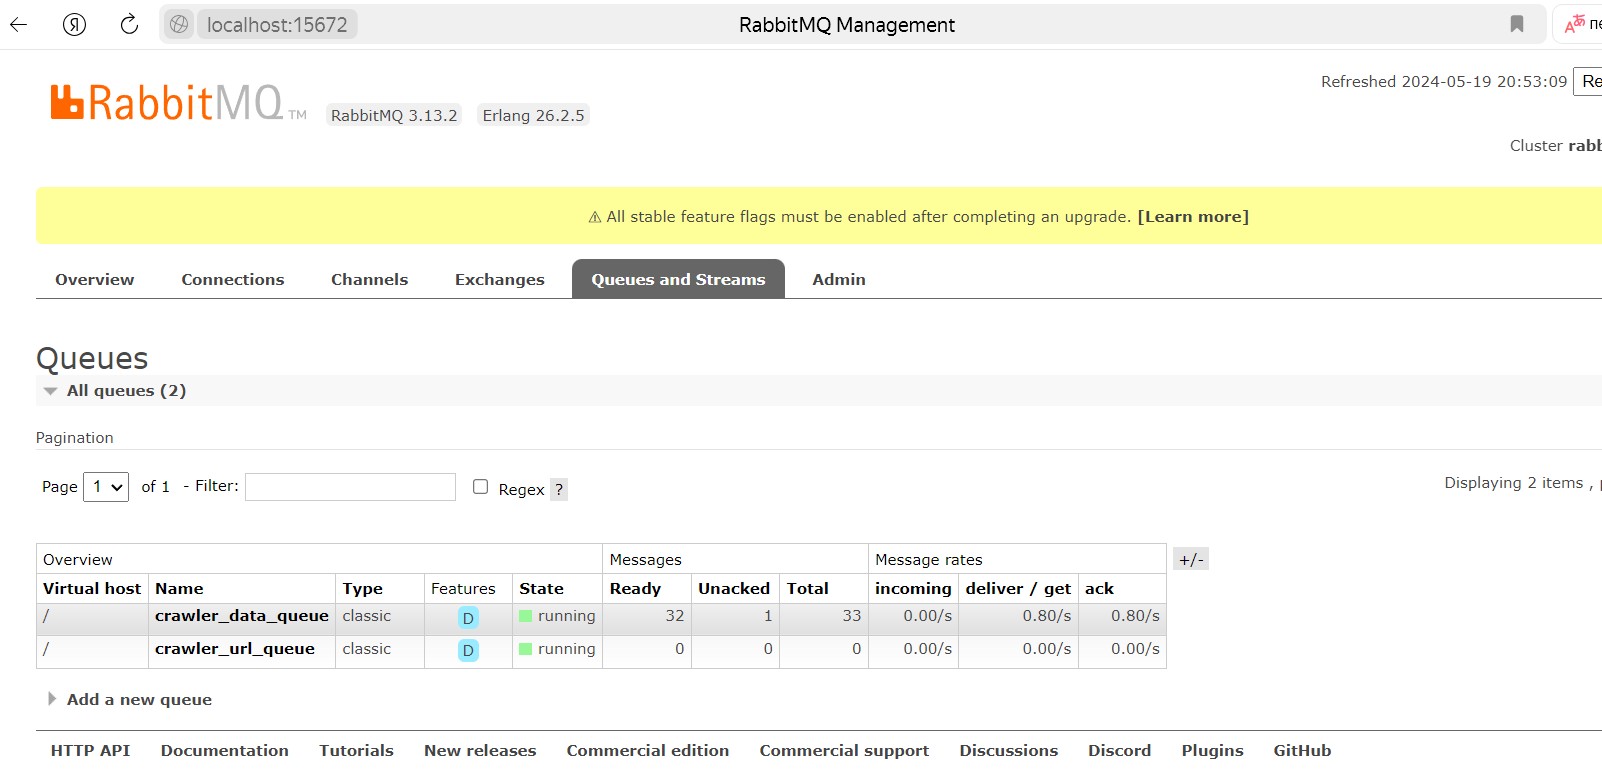 Я localhost:15672 RabbitMQ Management
RabbitMQ TM RabbitMQ 3.13.2 Erlang 26.2.5
Refreshed 2024-05-19 20:53:09 Re
Cluster rabb
⚠ All stable feature flags must be enabled after completing an upgrade. [Learn more]
Overview Connections Channels Exchanges Queues and Streams Admin
Queues
All queues (2)
Pagination
Page 1 of 1 - Filter: Regex ?
Displaying 2 items ,
Overview Messages Message rates +/-
Virtual host Name Type Features State Ready Unacked Total incoming deliver / get ack
/ crawler_data_queue classic D running 32 1 33 0.00/s 0.80/s 0.80/s
/ crawler_url_queue classic D running 0 0 0 0.00/s 0.00/s 0.00/s
Add a new queue
HTTP API Documentation Tutorials New releases Commercial edition Commercial support Discussions Discord Plugins GitHub